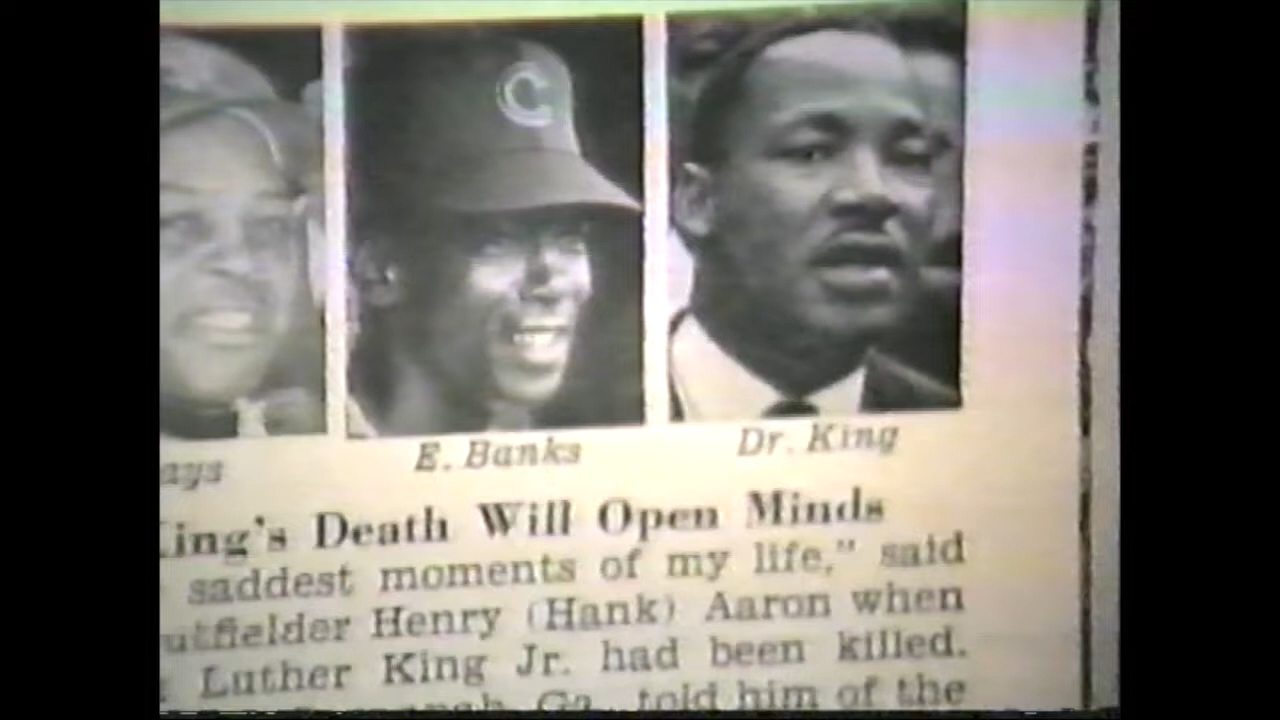 C
ays
E. Banks
Dr. King
ing's Death Will Open Minds
saddest moments of my life," said
utfielder Henry (Hank) Aaron when
Luther King Jr. had been killed.
Ga. told him of the